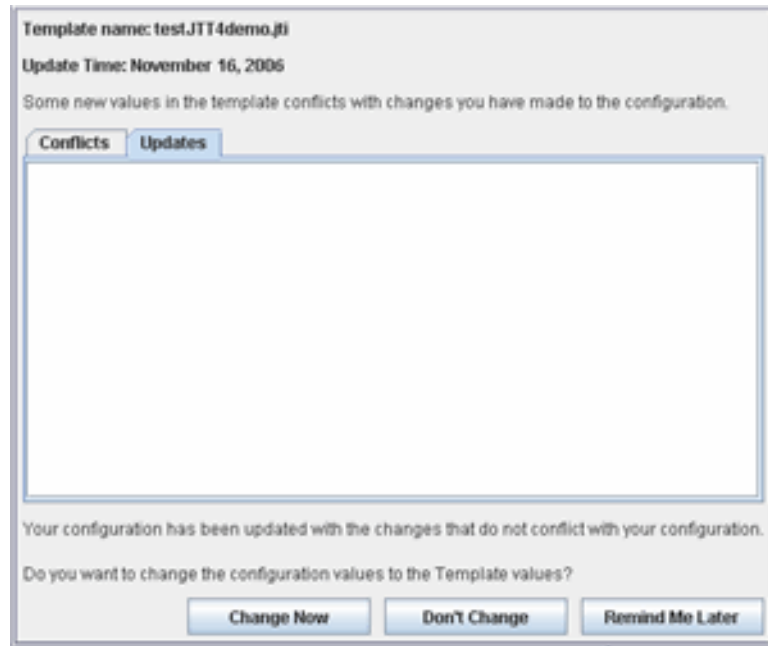 Template name: testJTT4demo.jti
Update Time: November 16, 2006
Some new values in the template conflicts with changes you have made to the configuration.
Conflicts Updates
Your configuration has been updated with the changes that do not conflict with your configuration.
Do you want to change the configuration values to the Template values?
Change Now Don't Change Remind Me Later